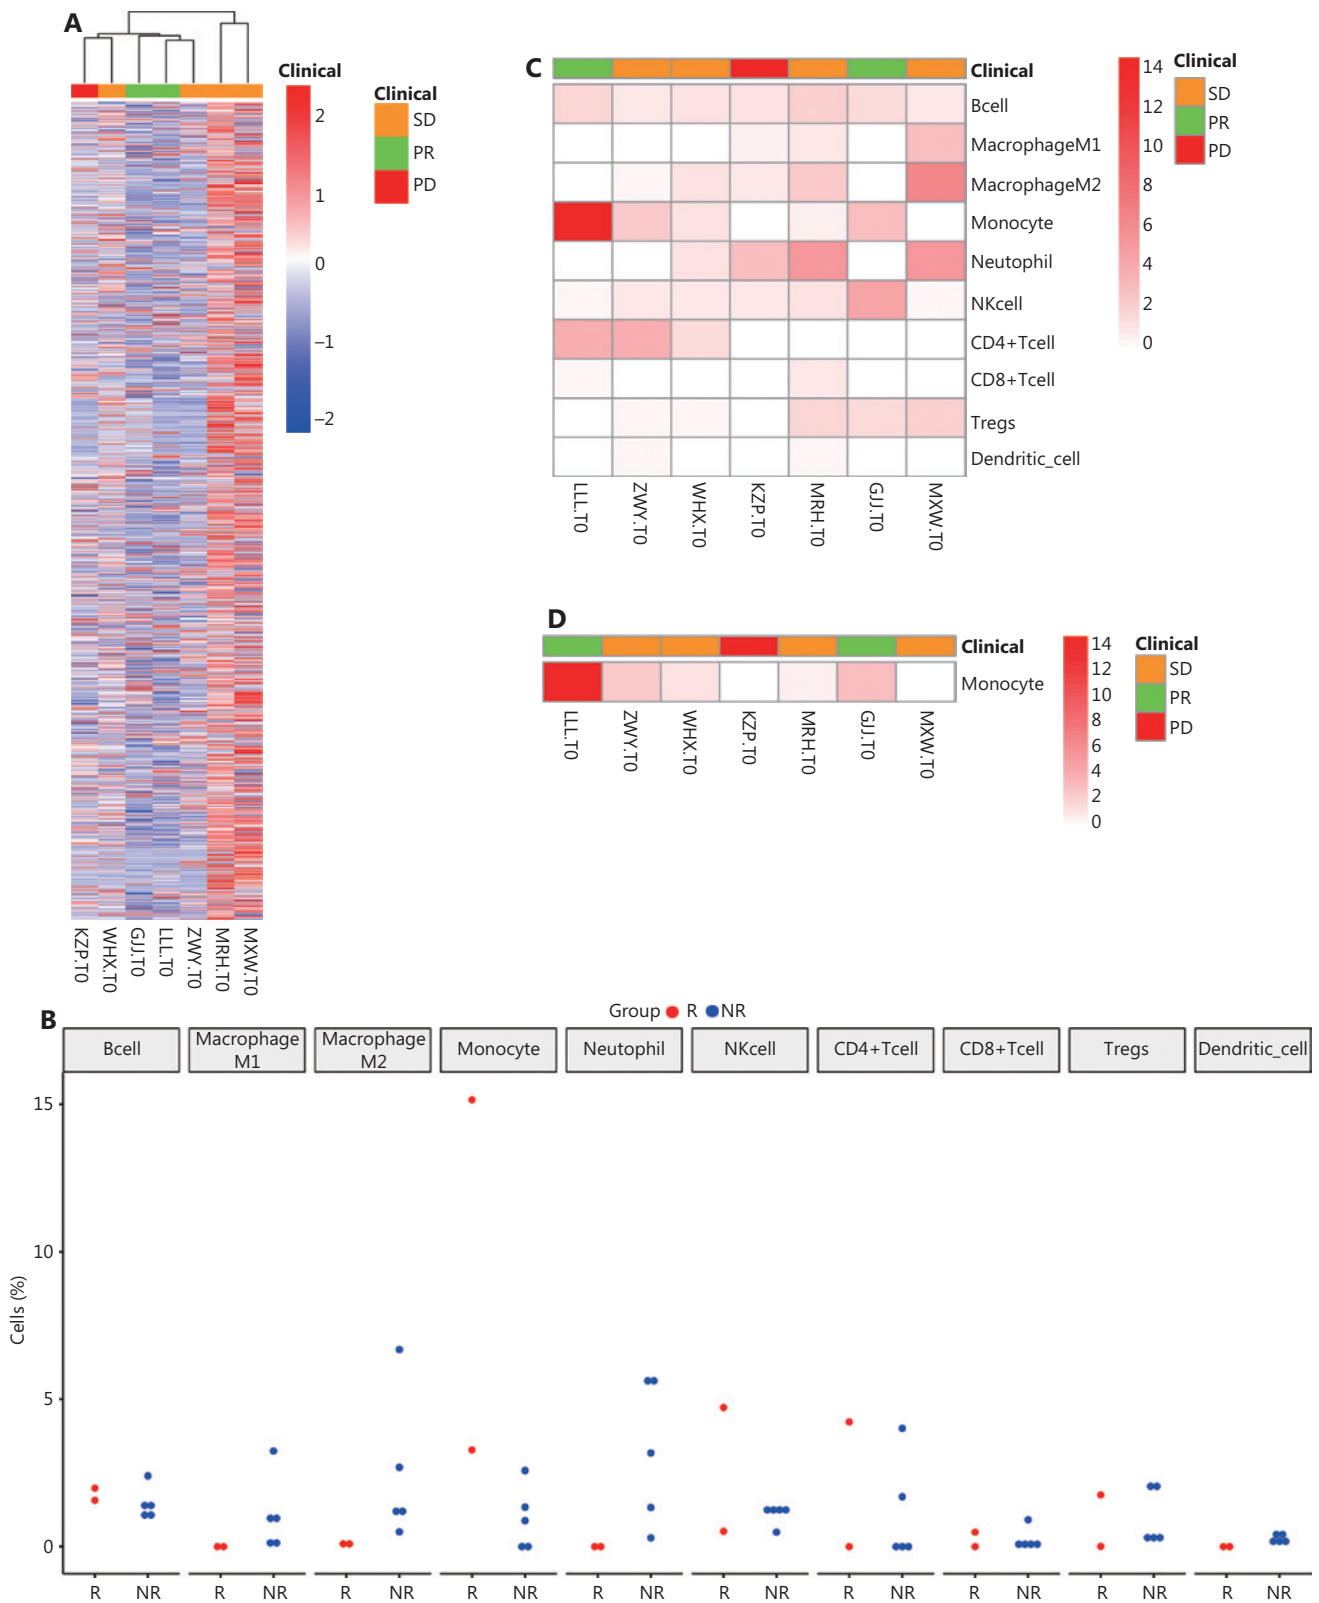 A
Clinical
2
1
0
−1
−2
Clinical
SD
PR
PD
KZP.T0
WHX.T0
GJJ.T0
LLL.T0
ZWY.T0
MRH.T0
MXW.T0
C
Clinical
Bcell
MacrophageM1
MacrophageM2
Monocyte
Neutophil
NKcell
CD4+Tcell
CD8+Tcell
Tregs
Dendritic_cell
LLL.T0
ZWY.T0
WHX.T0
KZP.T0
MRH.T0
GJJ.T0
MXW.T0
14
12
10
8
6
4
2
0
Clinical
SD
PR
PD
D
Clinical
Monocyte
LLL.T0
ZWY.T0
WHX.T0
KZP.T0
MRH.T0
GJJ.T0
MXW.T0
14
12
10
8
6
4
2
0
Clinical
SD
PR
PD
B
Group R NR
Bcell
Macrophage
M1
Macrophage
M2
Monocyte
Neutophil
NKcell
CD4+Tcell
CD8+Tcell
Tregs
Dendritic_cell
Cells (%)
15
10
5
0
R NR R NR R NR R NR R NR R NR R NR R NR R NR R NR